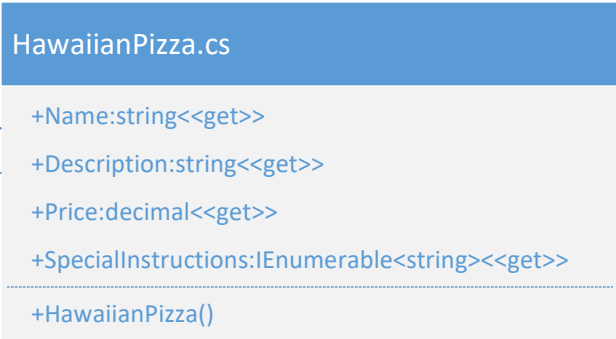 HawaiianPizza.cs
+Name:string<<get>>
+Description:string<<get>>
+Price:decimal<<get>>
+SpecialInstructions:IEnumerable<string><<get>>
+HawaiianPizza()